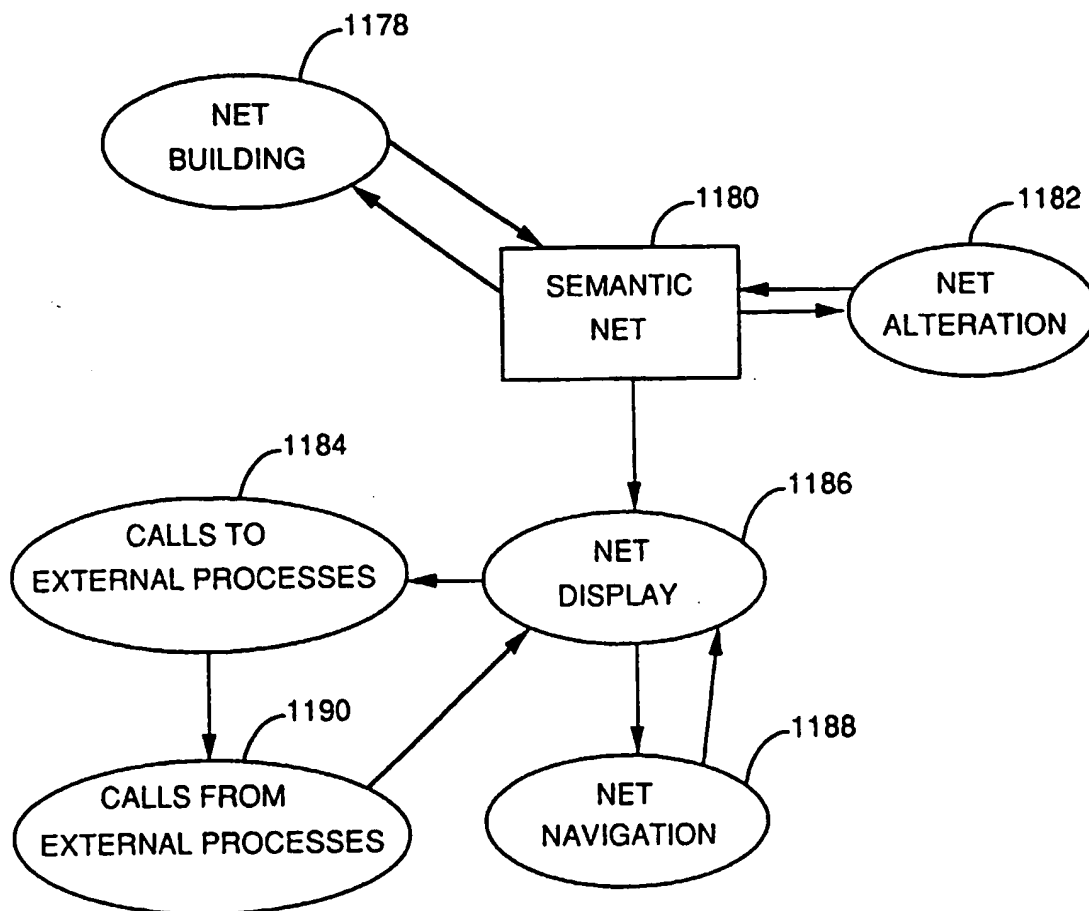 1178
NET
BUILDING
1180
SEMANTIC
NET
1182
NET
ALTERATION
1184
CALLS TO
EXTERNAL PROCESSES
1186
NET
DISPLAY
1190
CALLS FROM
EXTERNAL PROCESSES
1188
NET
NAVIGATION